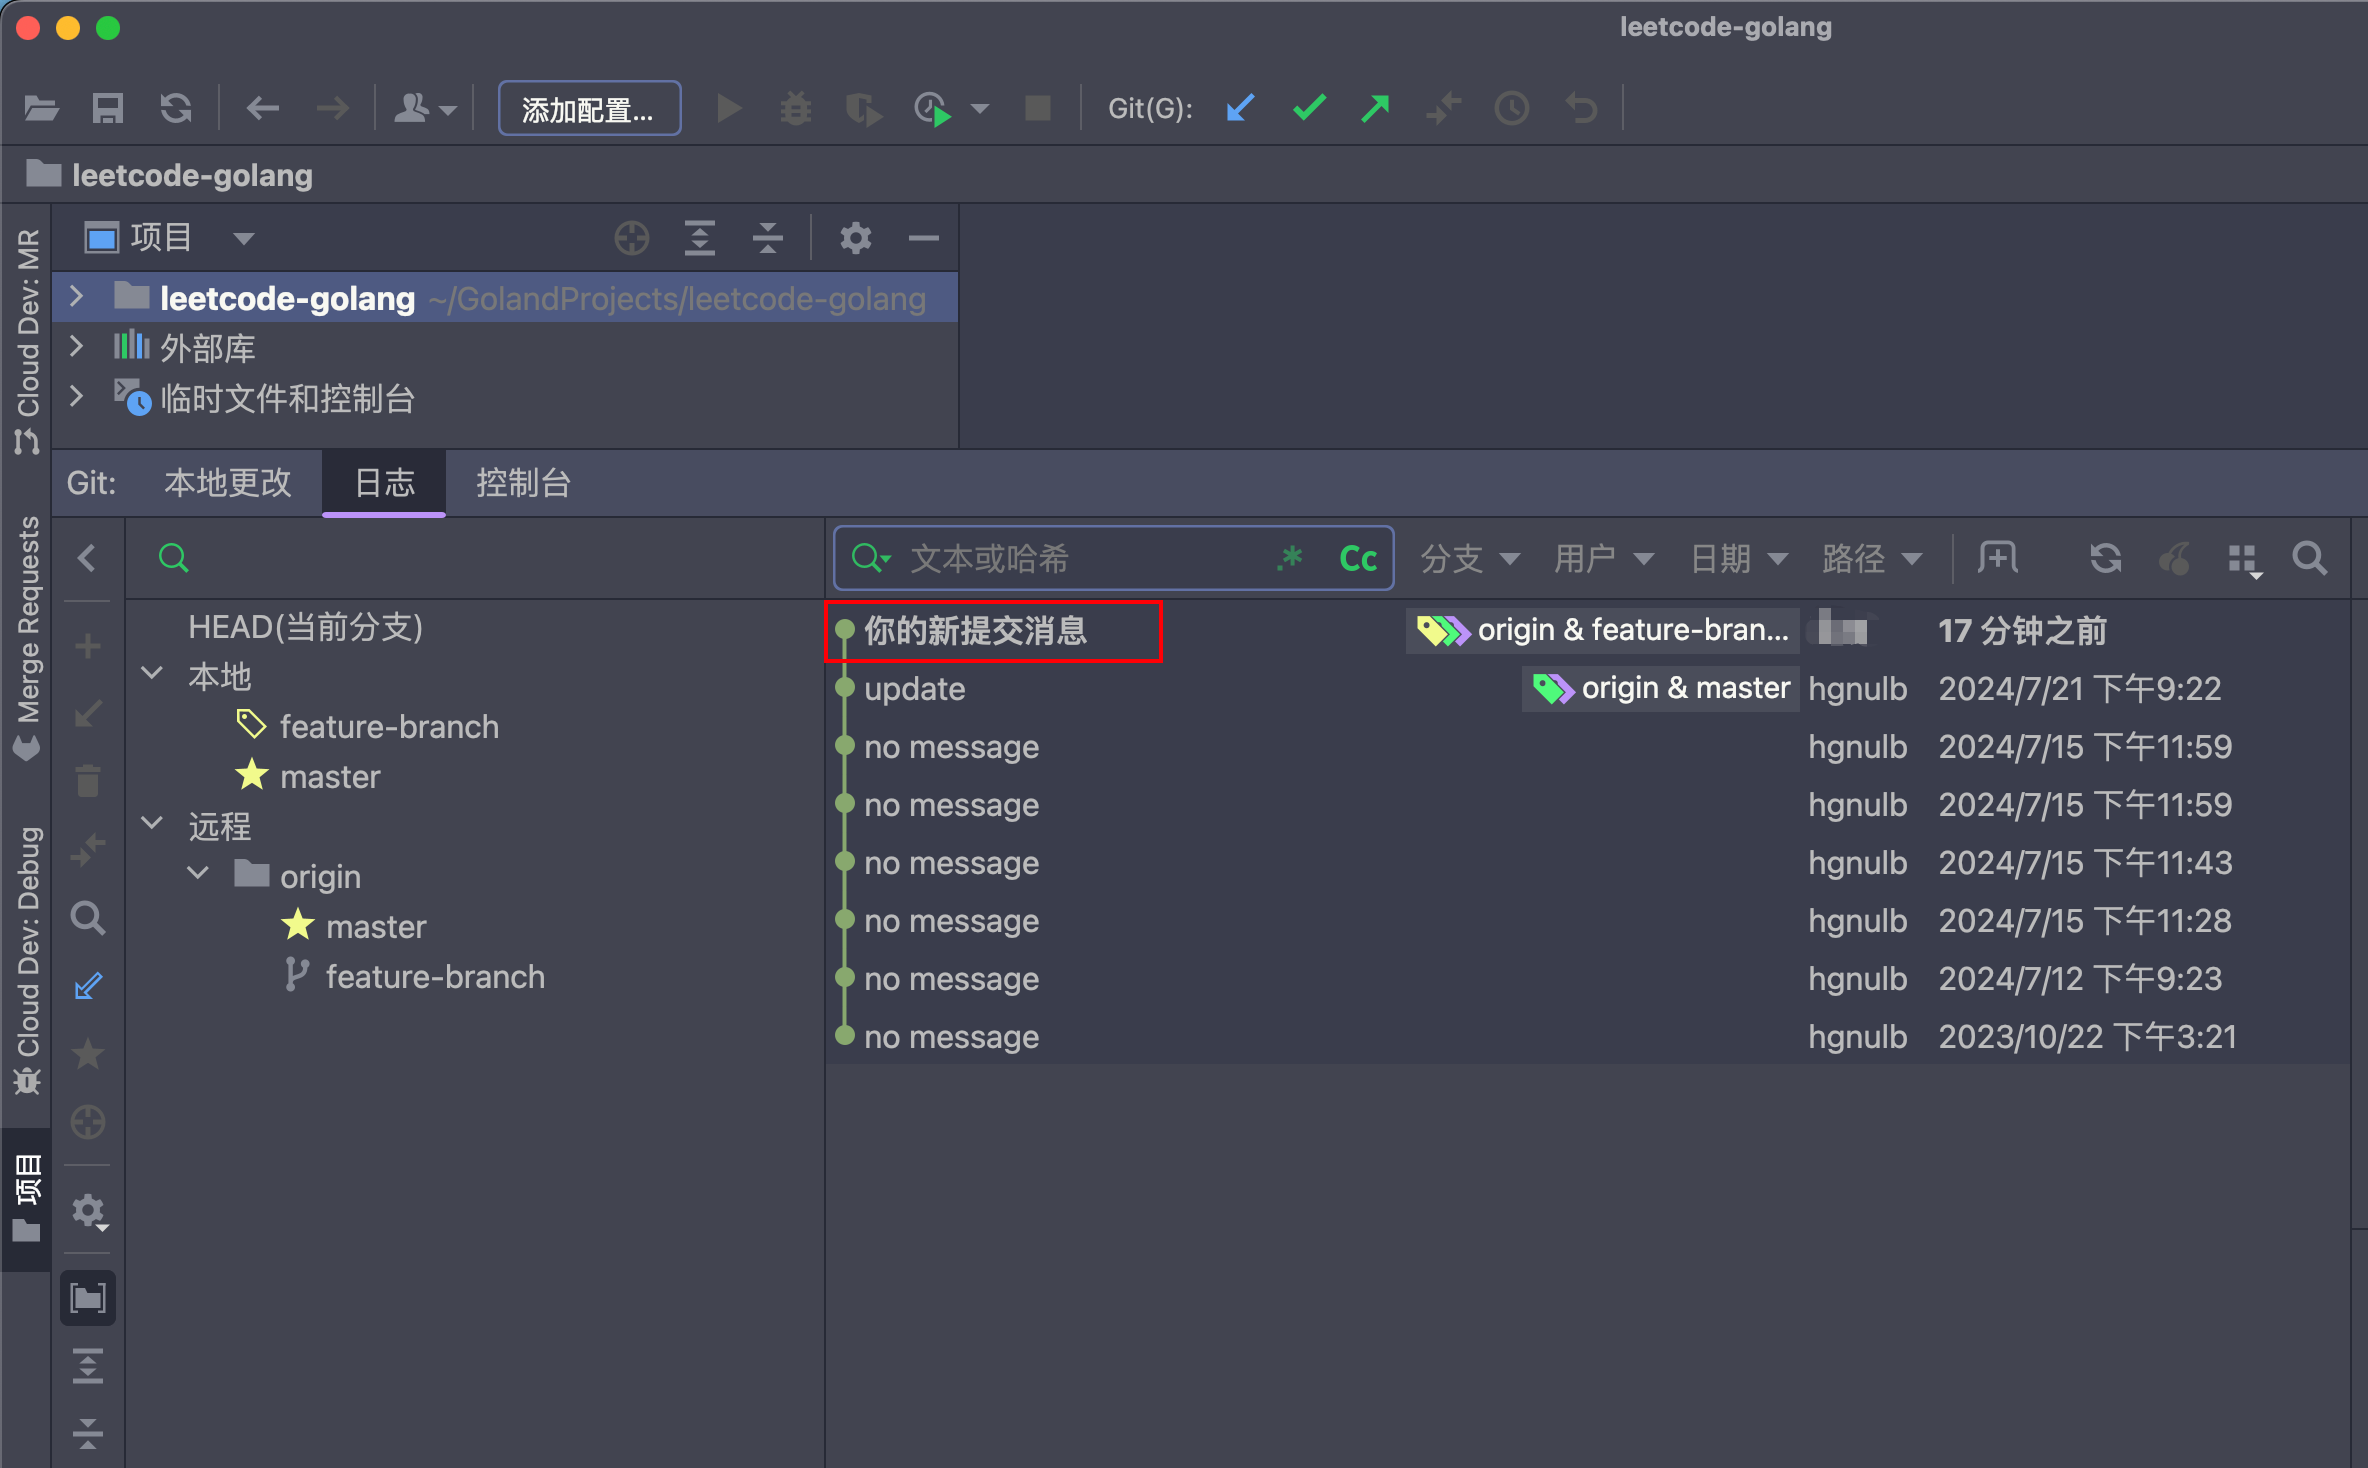 leetcode-golang
添加配置...
Git(G):
leetcode-golang
项目
leetcode-golang ~/GolandProjects/leetcode-golang
外部库
临时文件和控制台
Cloud Dev: MR
Merge Requests
Cloud Dev: Debug
项目
Git: 本地更改 日志 控制台
文本或哈希 .* Cc 分支 用户 日期 路径
HEAD(当前分支)
本地
feature-branch
master
远程
origin
master
feature-branch
你的新提交消息 origin & feature-bran... 17 分钟之前
update origin & master hgnulb 2024/7/21 下午9:22
no message hgnulb 2024/7/15 下午11:59
no message hgnulb 2024/7/15 下午11:59
no message hgnulb 2024/7/15 下午11:43
no message hgnulb 2024/7/15 下午11:28
no message hgnulb 2024/7/12 下午9:23
no message hgnulb 2023/10/22 下午3:21